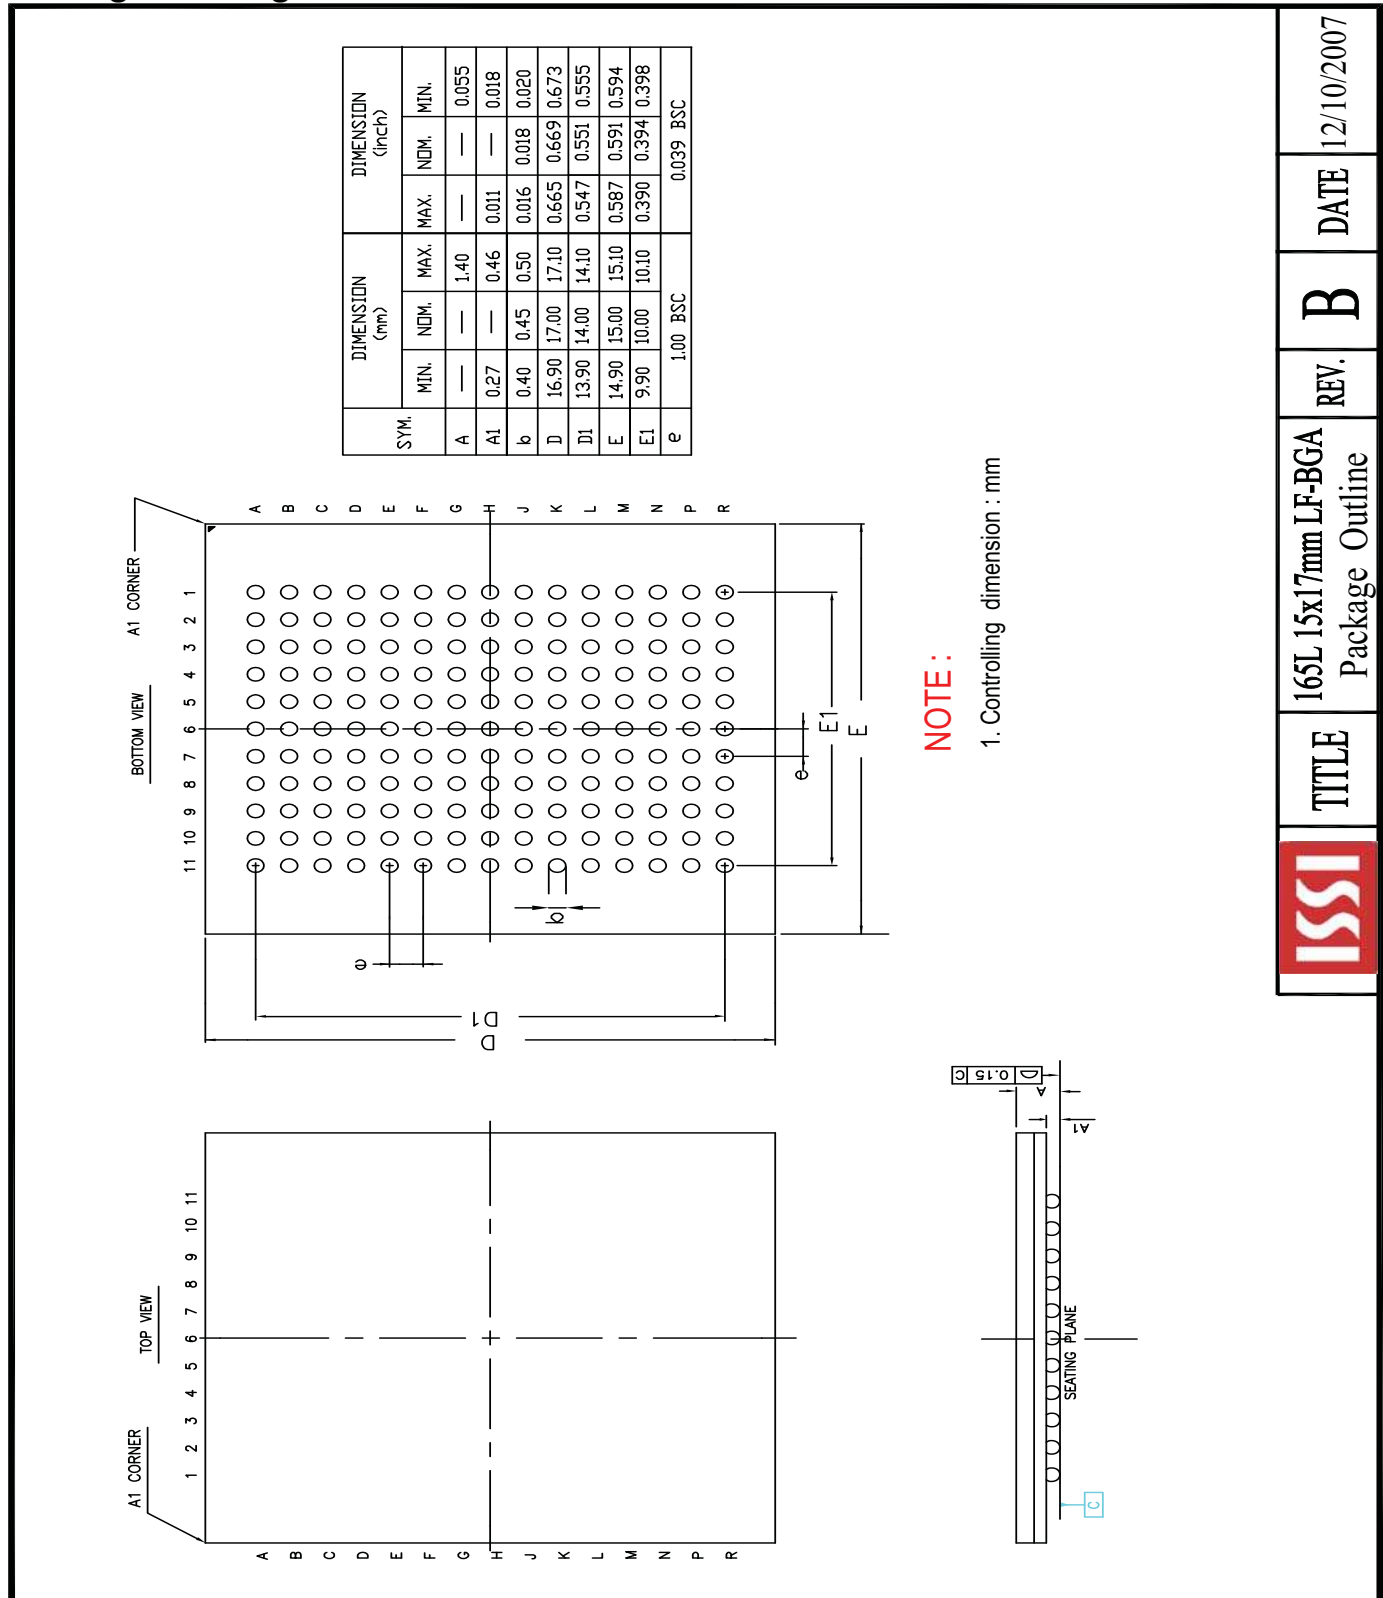 A1 CORNER
TOP VIEW
BOTTOM VIEW
A1 CORNER
1 2 3 4 5 6 7 8 9 10 11
11 10 9 8 7 6 5 4 3 2 1
A
B
C
D
E
F
G
H
J
K
L
M
N
P
R
A
B
C
D
E
F
G
H
J
K
L
M
N
P
R
D
D1
e
b
e
E1
E
SYM. DIMENSION (mm) DIMENSION (inch)
MIN. NOM. MAX. MAX. NOM. MIN.
A — — 1.40 — — 0.055
A1 0.27 — 0.46 0.011 — 0.018
b 0.40 0.45 0.50 0.016 0.018 0.020
D 16.90 17.00 17.10 0.665 0.669 0.673
D1 13.90 14.00 14.10 0.547 0.551 0.555
E 14.90 15.00 15.10 0.587 0.591 0.594
E1 9.90 10.00 10.10 0.390 0.394 0.398
e 1.00 BSC 0.039 BSC
NOTE :
1. Controlling dimension : mm
0.15 C
A
A1
SEATING PLANE
C
ISSI
TITLE
165L 15x17mm LF-BGA
Package Outline
REV.
B
DATE
12/10/2007